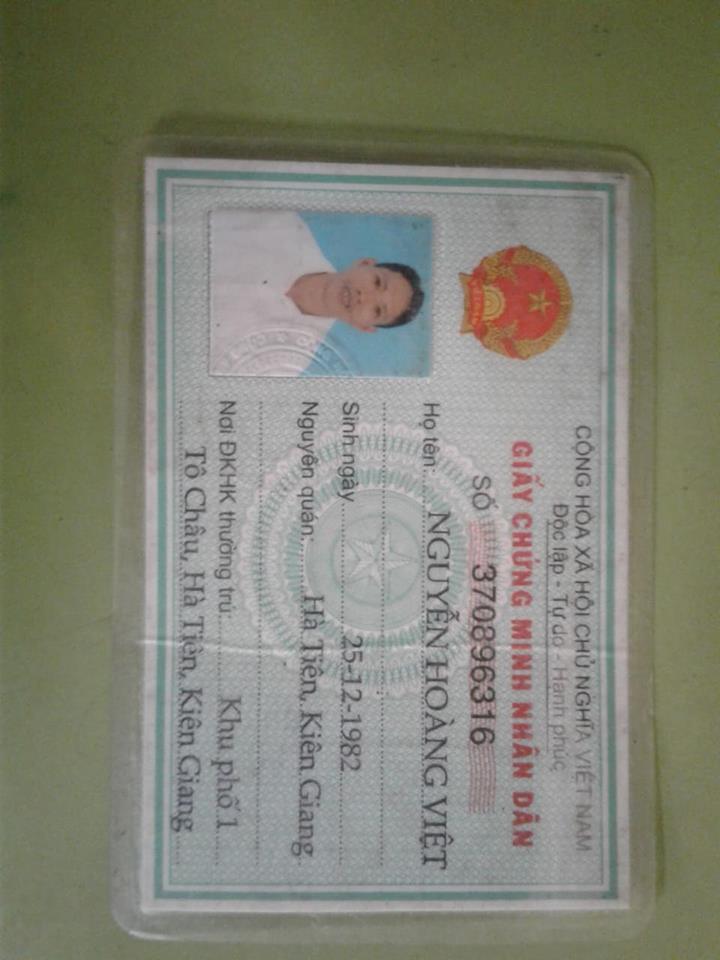 CỘNG HÒA XÃ HỘI CHỦ NGHĨA VIỆT NAM
Độc lập - Tự do - Hạnh phúc
GIẤY CHỨNG MINH NHÂN DÂN
SỐ 370896316
Họ tên: NGUYỄN HOÀNG VIỆT
Sinh ngày 25-12-1982
Nguyên quán: Hà Tiên, Kiên Giang
Nơi ĐKHK thường trú: Khu phố 1
Tô Châu, Hà Tiên, Kiên Giang
VIỆT NAM